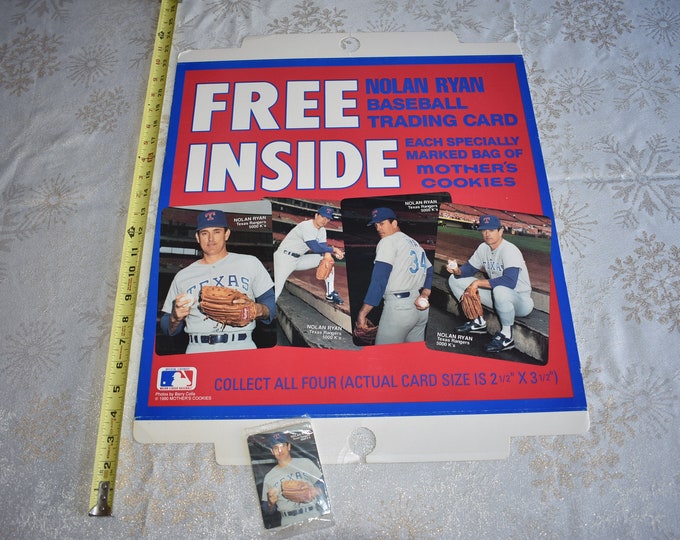 FREE
INSIDE
NOLAN RYAN
BASEBALL
TRADING CARD
EACH SPECIALLY
MARKED BAG OF
MOTHER'S
COOKIES
NOLAN RYAN
Texas Rangers
5000 K's
TEXAS
NOLAN RYAN
Texas Rangers
5000 K's
NOLAN RYAN
Texas Rangers
5000 K's
34
NOLAN RYAN
Texas Rangers
5000 K's
Photos by Barry Colla
© 1990 MOTHER'S COOKIES
COLLECT ALL FOUR (ACTUAL CARD SIZE IS 2 1/2" X 3 1/2")